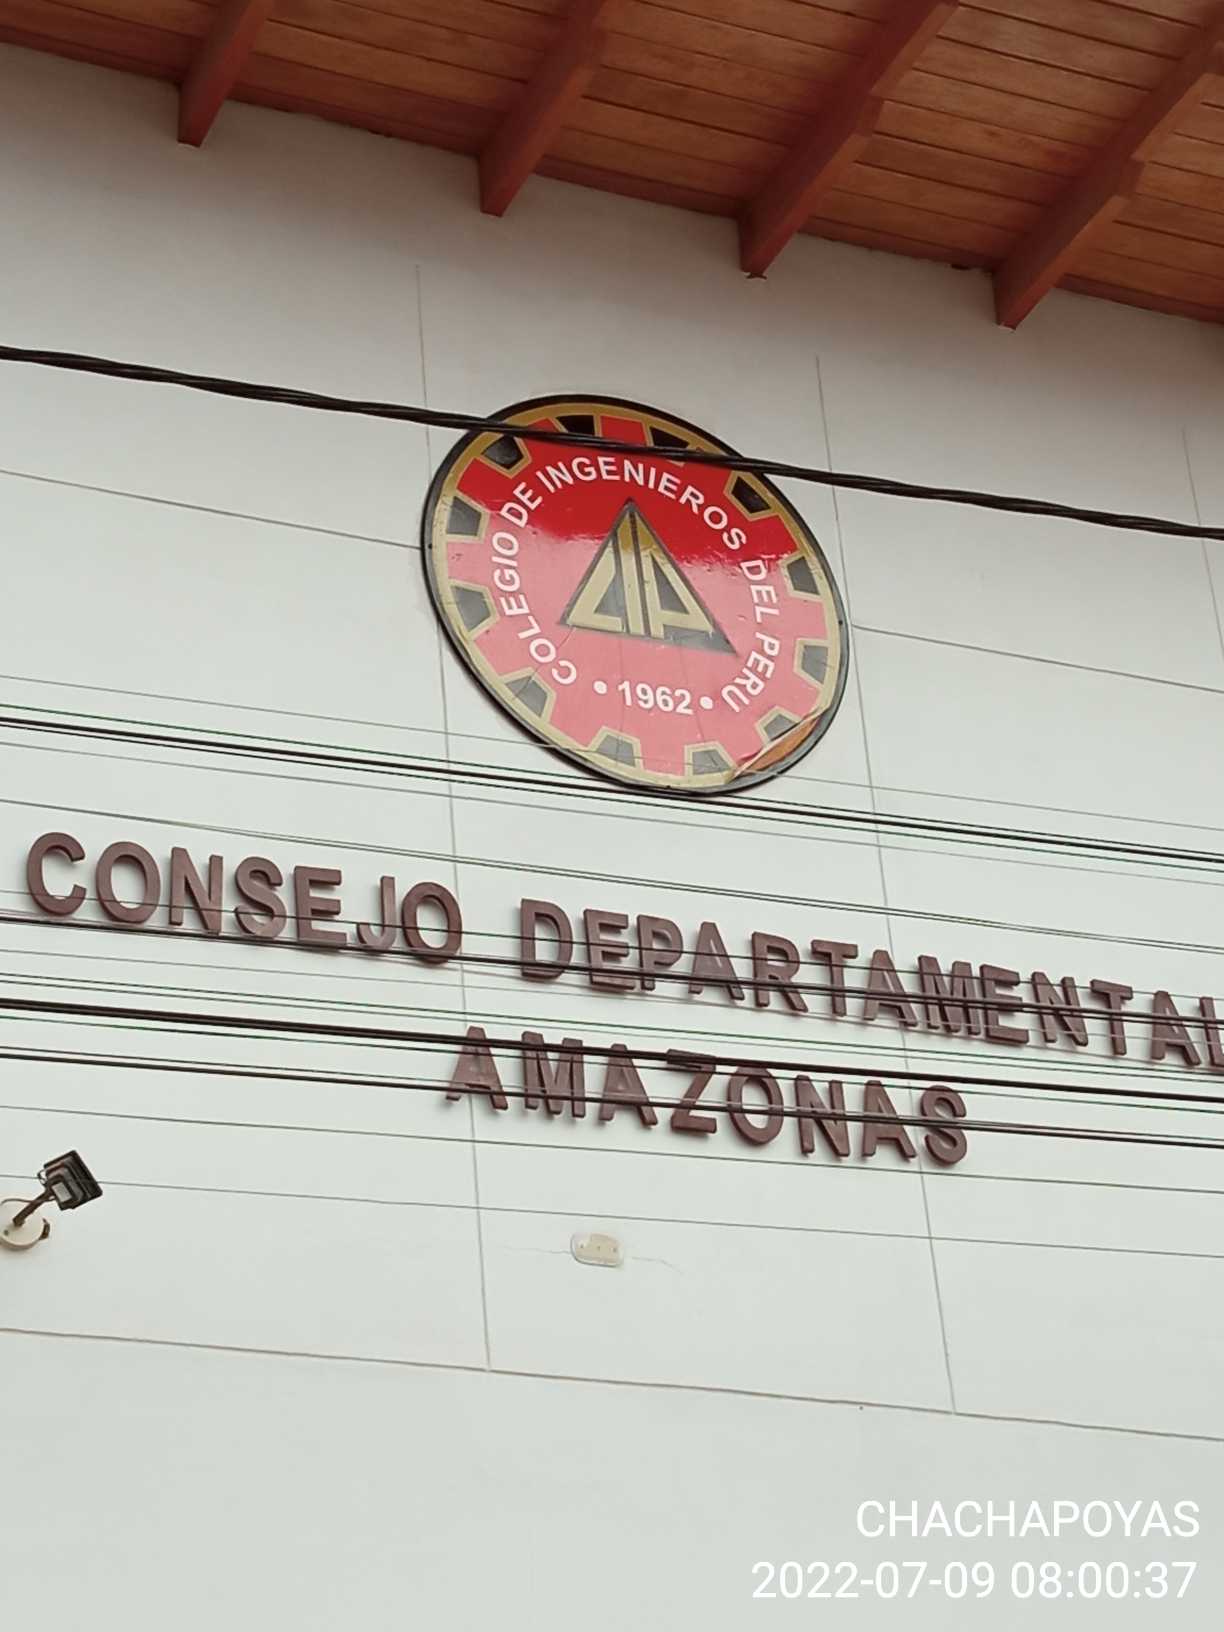 COLEGIO DE INGENIEROS DEL PERU
CIP
• 1962 •
CONSEJO DEPARTAMENTAL
AMAZONAS
CHACHAPOYAS
2022-07-09 08:00:37